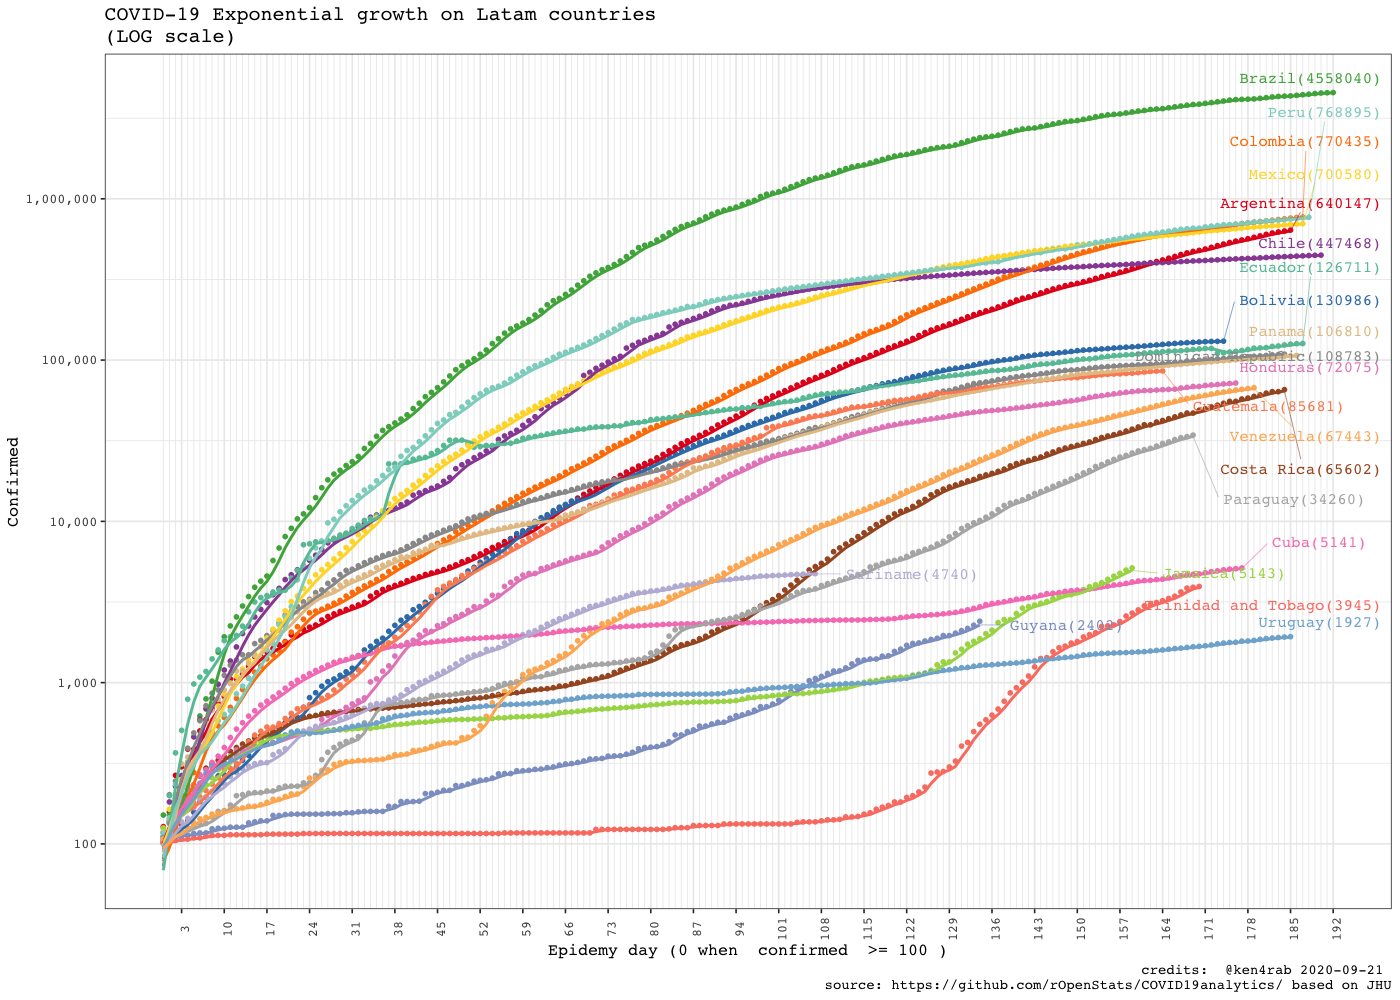 COVID-19 Exponential growth on Latam countries
(LOG scale)
Brazil(4558040)
Peru(768895)
Colombia(770435)
Mexico(700580)
1,000,000
Argentina(640147)
Chile(447468)
Ecuador(126711)
Bolivia(130986)
Panama(106810)
Dominican Republic(108783)
100,000
Honduras(72075)
Guatemala(85681)
Venezuela(67443)
Costa Rica(65602)
Paraguay(34260)
10,000
Cuba(5141)
Suriname(4740)
Jamaica(5143)
Trinidad and Tobago(3945)
Uruguay(1927)
Guyana(2402)
1,000
100
Confirmed
3 10 17 24 31 38 45 52 59 66 73 80 87 94 101 108 115 122 129 136 143 150 157 164 171 178 185 192
Epidemy day (0 when  confirmed  >= 100 )
credits:  @ken4rab 2020-09-21
source: https://github.com/rOpenStats/COVID19analytics/ based on JHU